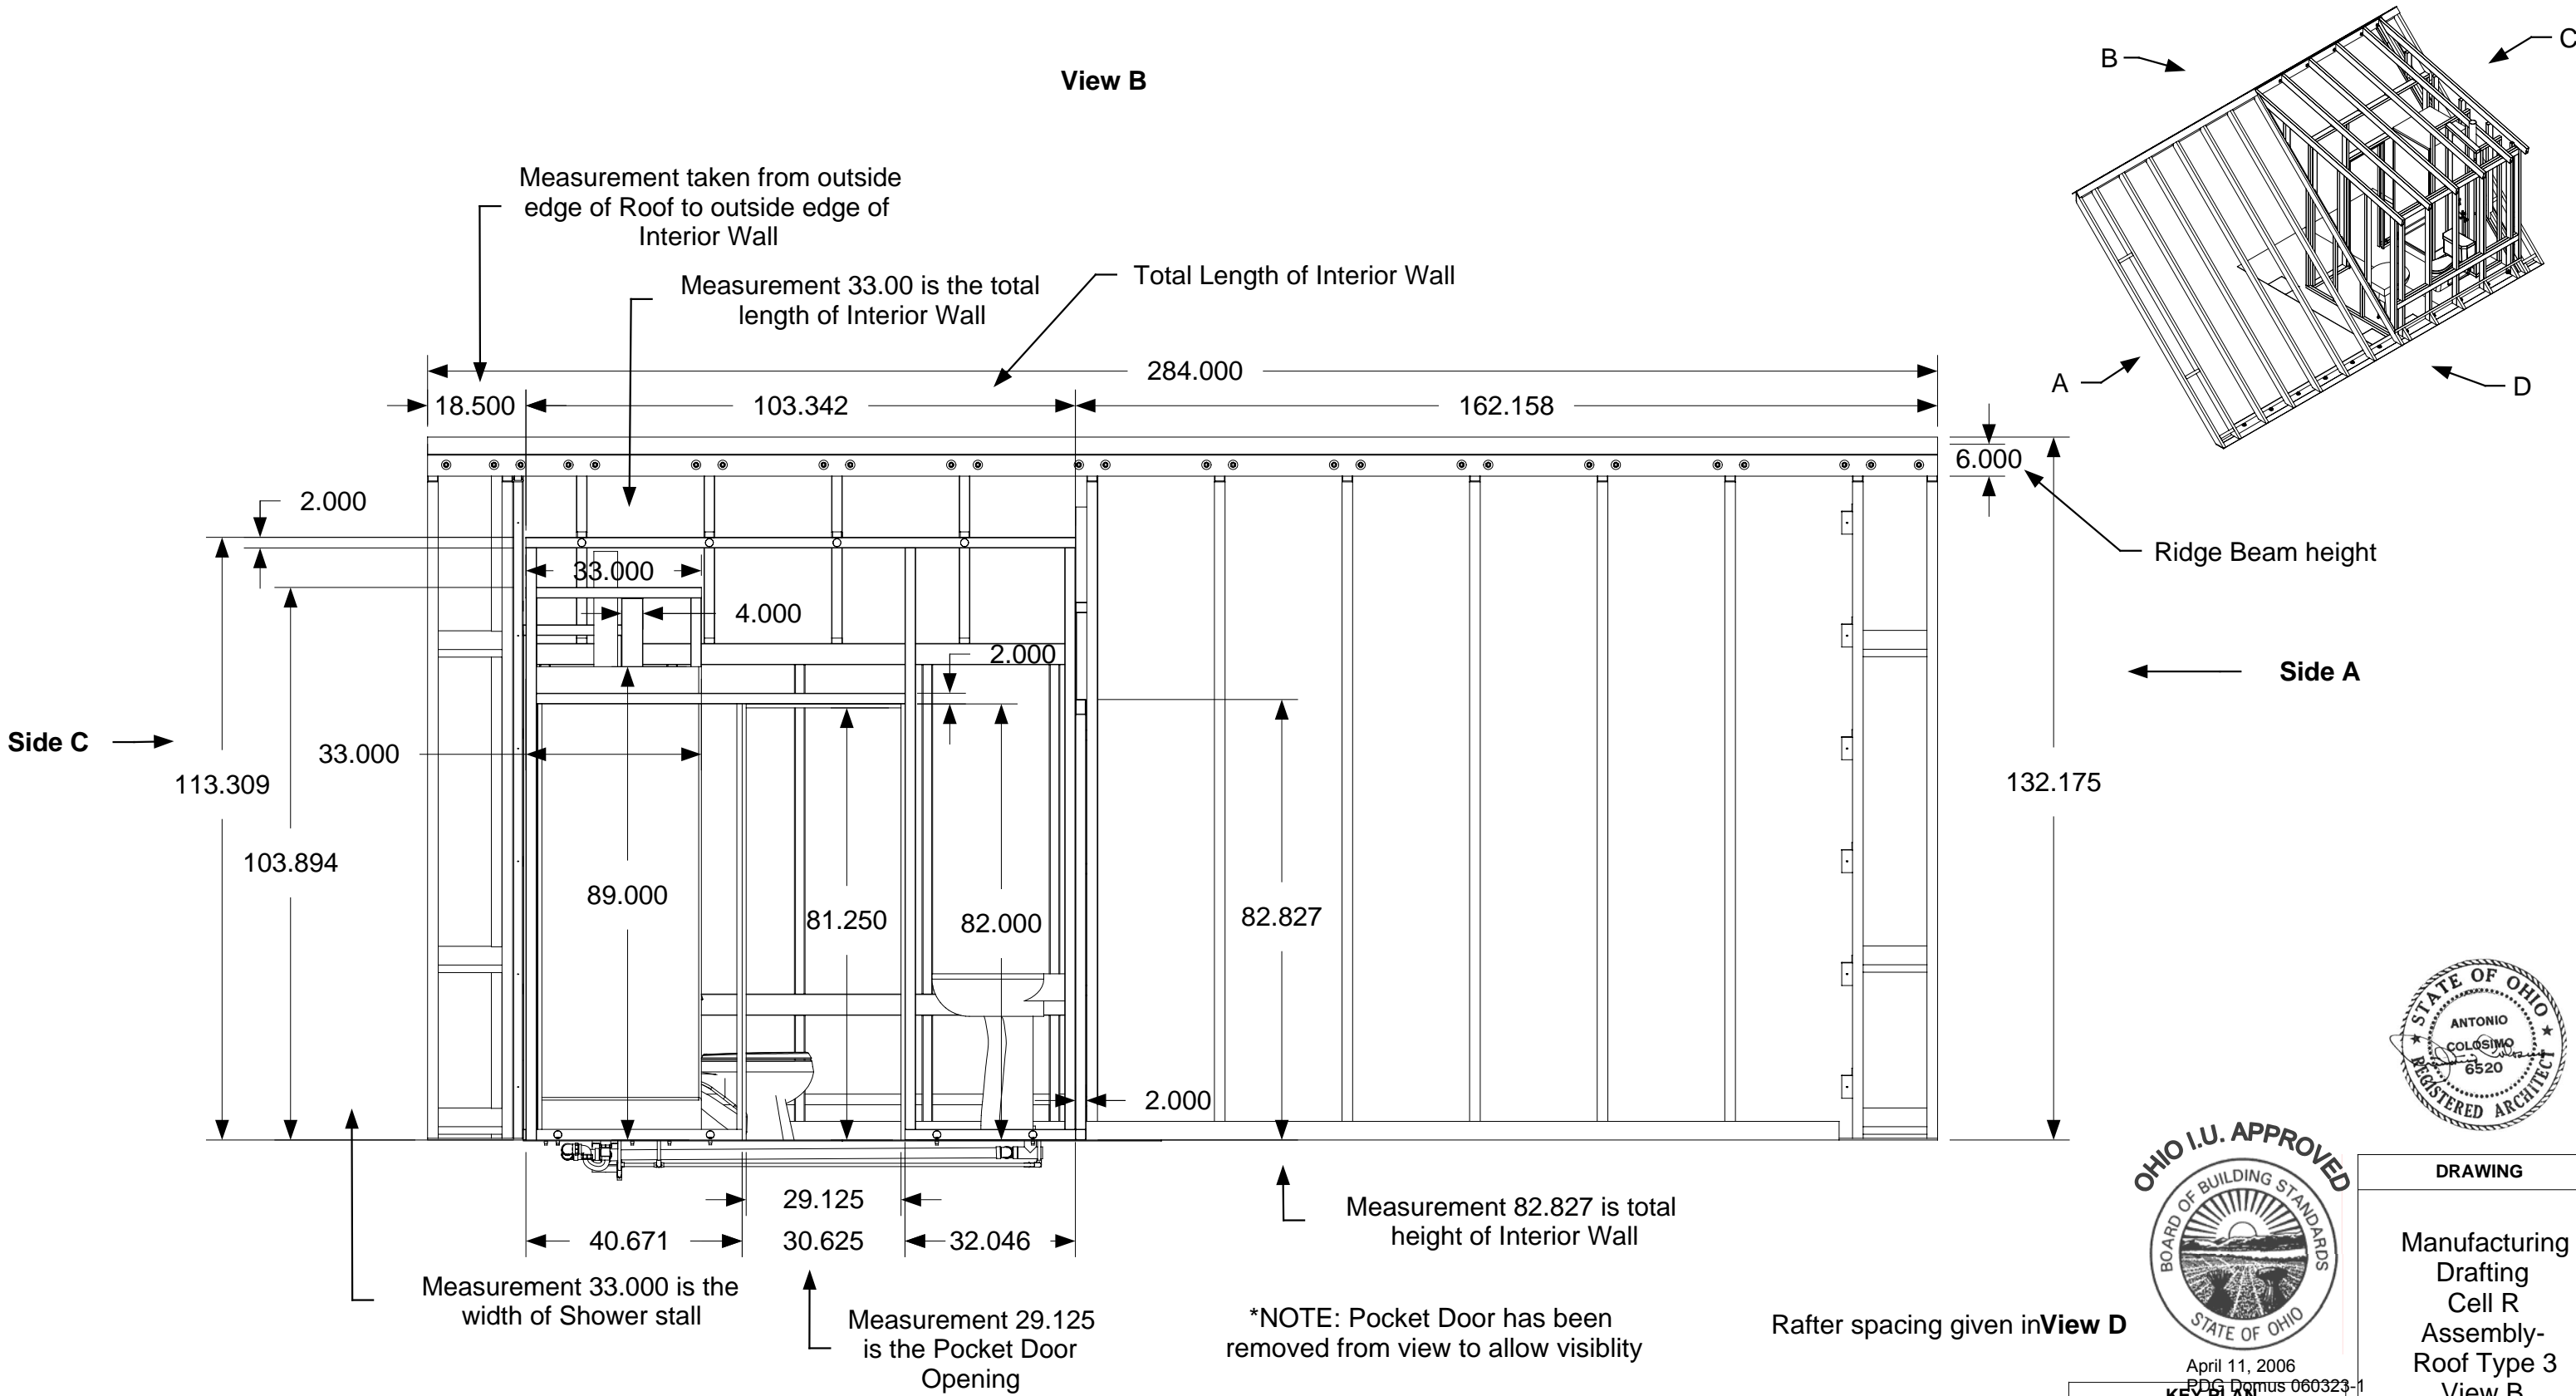 View B
B
C
A
D
Measurement taken from outside
edge of Roof to outside edge of
Interior Wall
Measurement 33.00 is the total
length of Interior Wall
Total Length of Interior Wall
284.000
18.500
103.342
162.158
6.000
2.000
Ridge Beam height
33.000
4.000
2.000
Side A
Side C
33.000
113.309
132.175
103.894
89.000
81.250
82.000
82.827
2.000
29.125
40.671
30.625
32.046
Measurement 82.827 is total
height of Interior Wall
Measurement 33.000 is the
width of Shower stall
Measurement 29.125
is the Pocket Door
Opening
*NOTE: Pocket Door has been
removed from view to allow visiblity
Rafter spacing given inView D
STATE OF OHIO
ANTONIO
COLOSIMO
6520
REGISTERED ARCHITECT
OHIO I.U. APPROVED
BOARD OF BUILDING STANDARDS
STATE OF OHIO
April 11, 2006
PDG Domus 060323-1
KEY PLAN
DRAWING
Manufacturing
Drafting
Cell R
Assembly-
Roof Type 3
View B